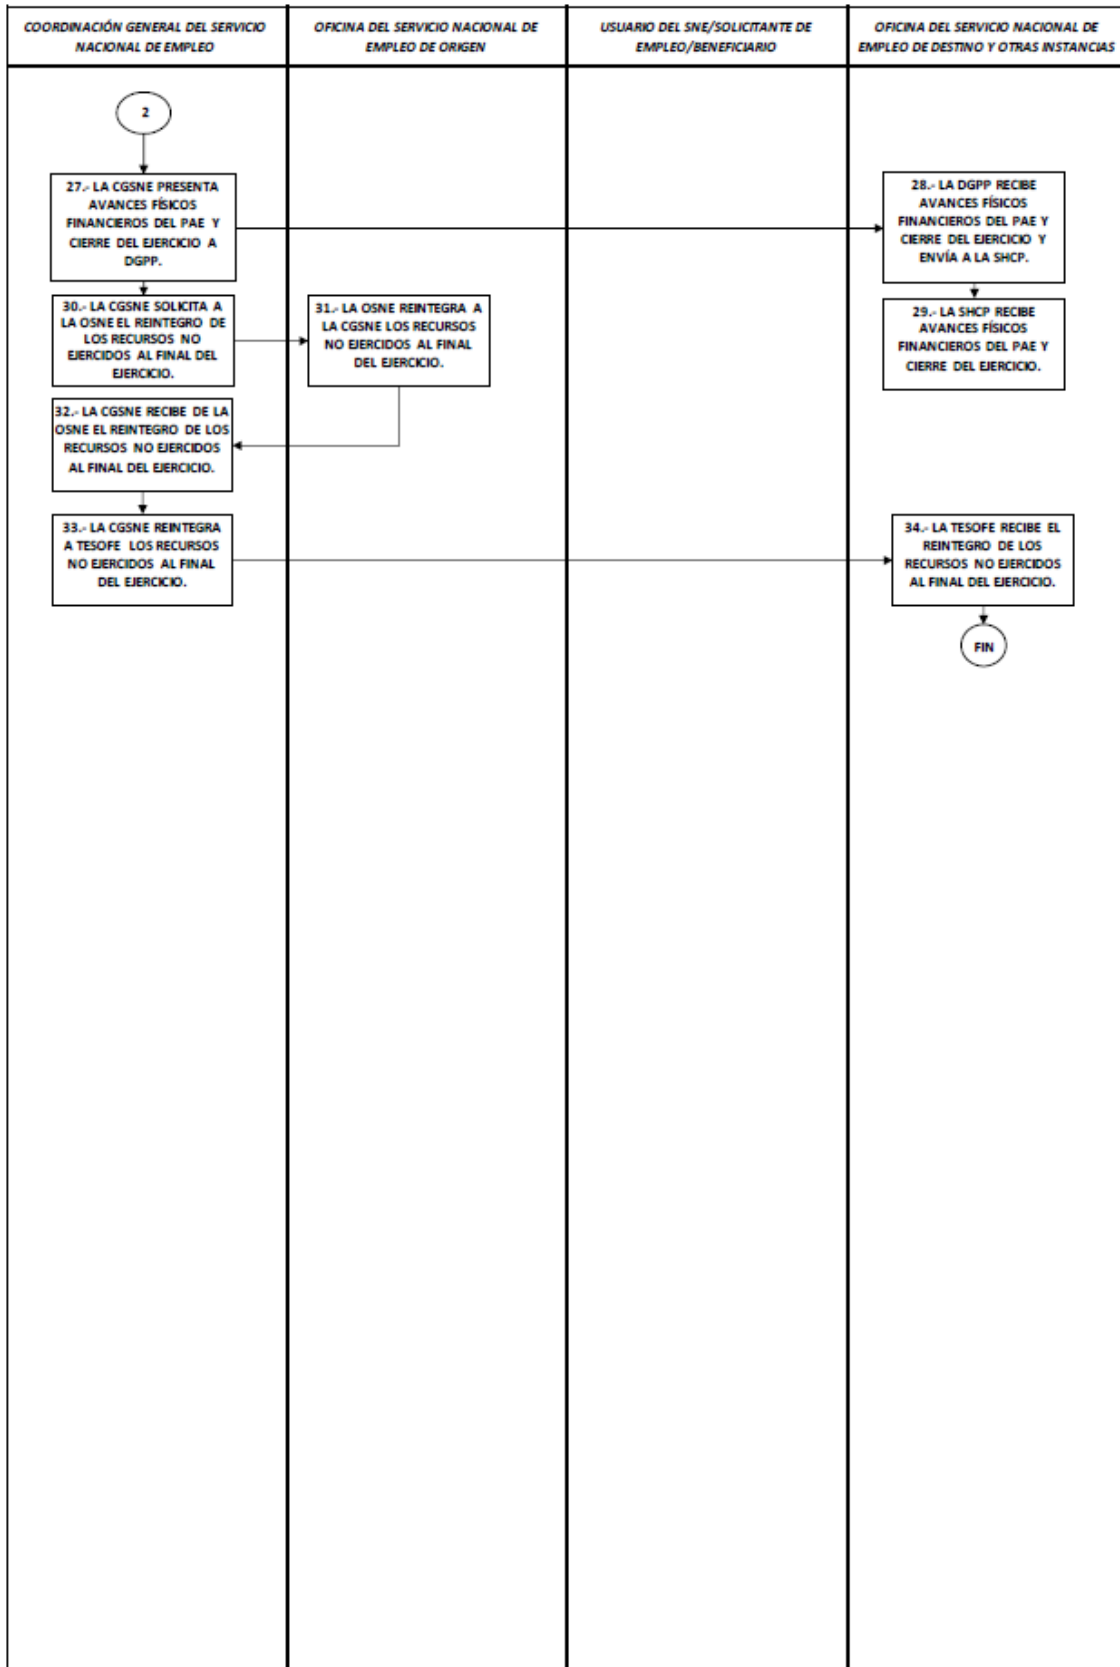 COORDINACIÓN GENERAL DEL SERVICIO
NACIONAL DE EMPLEO
OFICINA DEL SERVICIO NACIONAL DE
EMPLEO DE ORIGEN
USUARIO DEL SNE/SOLICITANTE DE
EMPLEO/BENEFICIARIO
OFICINA DEL SERVICIO NACIONAL DE
EMPLEO DE DESTINO Y OTRAS INSTANCIAS
2
27.- LA CGSNE PRESENTA
AVANCES FÍSICOS
FINANCIEROS DEL PAE Y
CIERRE DEL EJERCICIO A
DGPP.
28.- LA DGPP RECIBE
AVANCES FÍSICOS
FINANCIEROS DEL PAE Y
CIERRE DEL EJERCICIO Y
ENVÍA A LA SHCP.
29.- LA SHCP RECIBE
AVANCES FÍSICOS
FINANCIEROS DEL PAE Y
CIERRE DEL EJERCICIO.
30.- LA CGSNE SOLICITA A
LA OSNE EL REINTEGRO DE
LOS RECURSOS NO
EJERCIDOS AL FINAL DEL
EJERCICIO.
31.- LA OSNE REINTEGRA A
LA CGSNE LOS RECURSOS
NO EJERCIDOS AL FINAL
DEL EJERCICIO.
32.- LA CGSNE RECIBE DE LA
OSNE EL REINTEGRO DE LOS
RECURSOS NO EJERCIDOS
AL FINAL DEL EJERCICIO.
33.- LA CGSNE REINTEGRA
A TESOFE LOS RECURSOS
NO EJERCIDOS AL FINAL
DEL EJERCICIO.
34.- LA TESOFE RECIBE EL
REINTEGRO DE LOS
RECURSOS NO EJERCIDOS
AL FINAL DEL EJERCICIO.
FIN